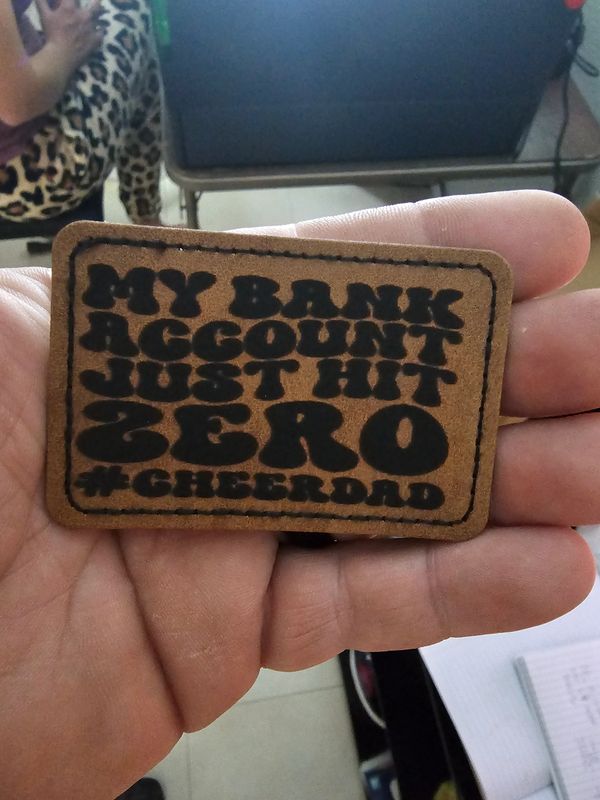 MY BANK
ACCOUNT
JUST HIT
ZERO
#CHEERDAD